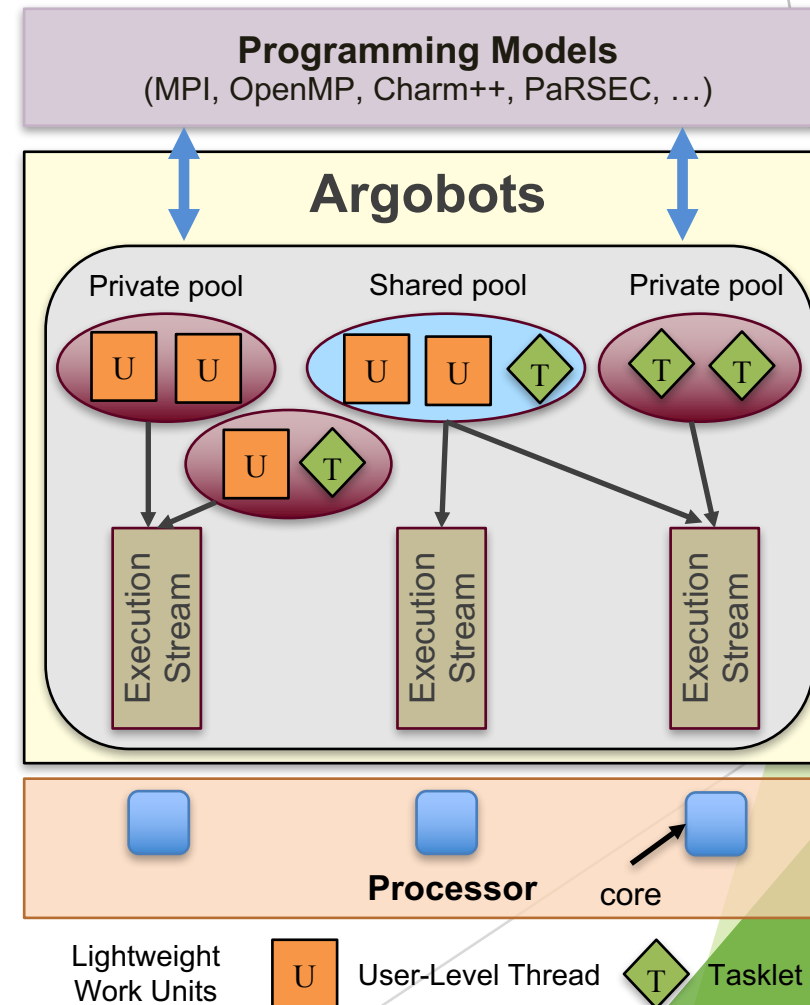 Programming Models
(MPI, OpenMP, Charm++, PaRSEC, …)
Argobots
Private pool
Shared pool
Private pool
U
U
U
U
T
T
T
U
T
Execution
Stream
Execution
Stream
Execution
Stream
Processor
core
Lightweight
Work Units
U
User-Level Thread
T
Tasklet